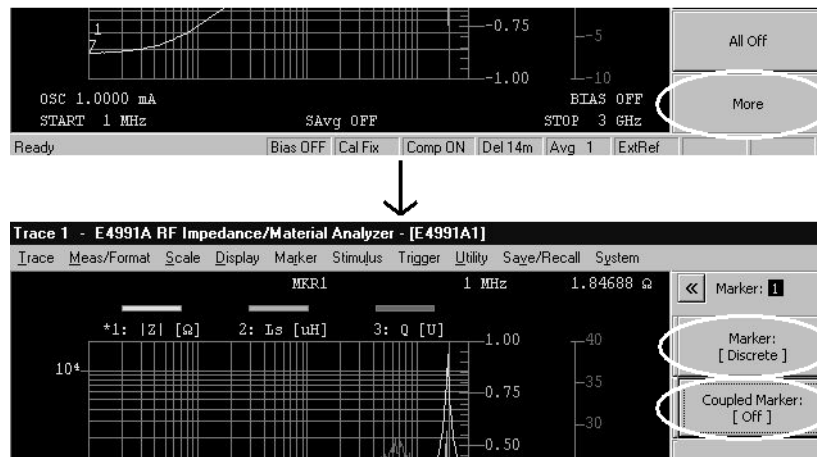 1
-0.75
-5
All Off
-1.00
-10
OSC 1.0000 mA
BIAS OFF
More
START 1 MHz
SAvg OFF
STOP 3 GHz
Ready
Bias OFF
Cal Fix
Comp ON
Del 14m
Avg 1
ExtRef
Trace 1 - E4991A RF Impedance/Material Analyzer - [E4991A1]
Trace Meas/Format Scale Display Marker Stimulus Trigger Utility Save/Recall System
MKR1 1 MHz 1.84688 Ω
« Marker: 1
*1: |Z| [Ω] 2: Ls [uH] 3: Q [U]
1.00
40
Marker:
[ Discrete ]
10⁴
0.75
35
Coupled Marker:
[ Off ]
30
0.50